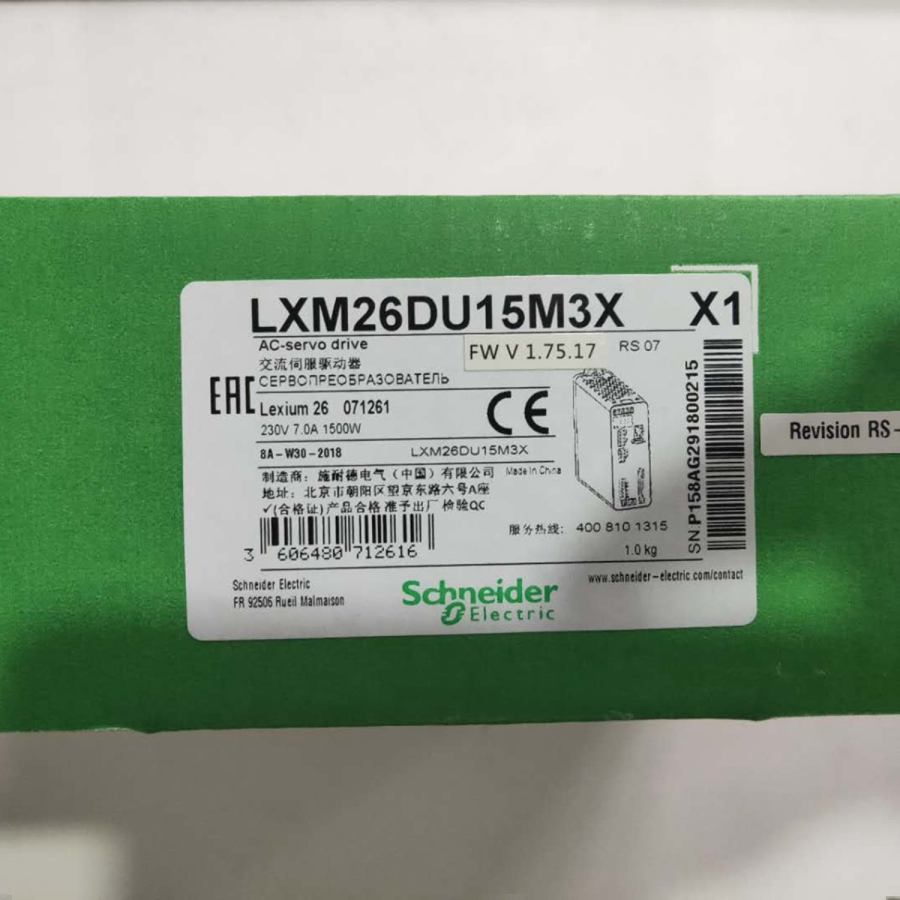 LXM26DU15M3X X1
AC-servo drive
FW V 1.75.17 RS 07
交流伺服驱动器
СЕРВОПРЕОБРАЗОВАТЕЛЬ
EAC
Lexium 26 071261
CE
230V 7.0A 1500W
8A-W30-2018 LXM26DU15M3X
制造商: 施耐德电气(中国)有限公司 Made in China
地址: 北京市朝阳区望京东路六号A座
✓(合格证)产品合格 准予出厂 检验QC
服务热线: 400 810 1315
3 606480 712616
1.0 kg
SN P158AG291800215
Revision RS-
Schneider Electric
FR 92506 Rueil Malmaison
www.schneider-electric.com/contact
Schneider
Electric